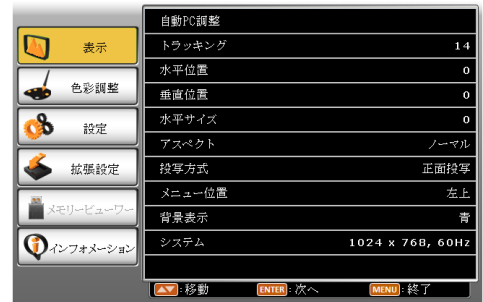 表示
色彩調整
設定
拡張設定
メモリービューワー
インフォメーション
自動PC調整
トラッキング 14
水平位置 0
垂直位置 0
水平サイズ 0
アスペクト ノーマル
投写方式 正面投写
メニュー位置 左上
背景表示 青
システム 1024 x 768, 60Hz
:移動 ENTER :次へ MENU :終了